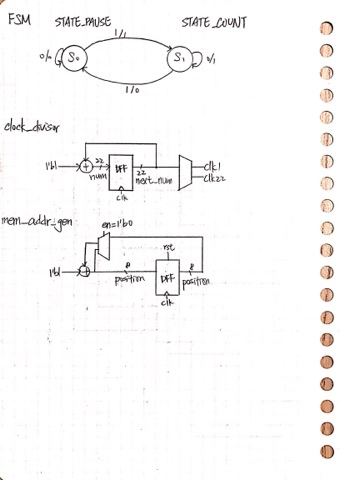 FSM STATE_PAUSE STATE_COUNT
1/1
0/0 S0 S1 0/1
1/0
clock_divisor
1'b1 + 22 num DFF 22 next_num clk1
clk22
clk
mem_addr_gen
en=1'b0
rst
1'b1 8 position DFF 8 position
clk